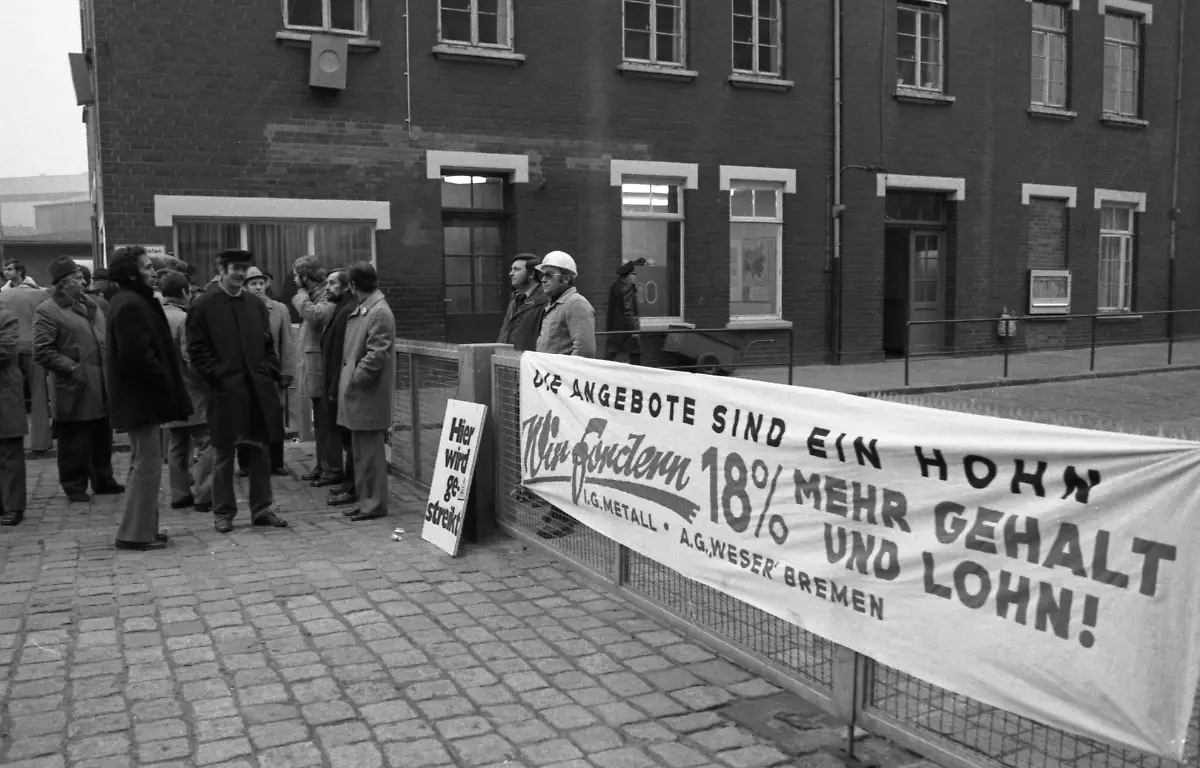 Hier
wird
ge-
streikt
DIE ANGEBOTE SIND EIN HOHN
Wir fordern 18% MEHR GEHALT
UND LOHN!
I.G. METALL • A.G. „WESER‘ BREMEN